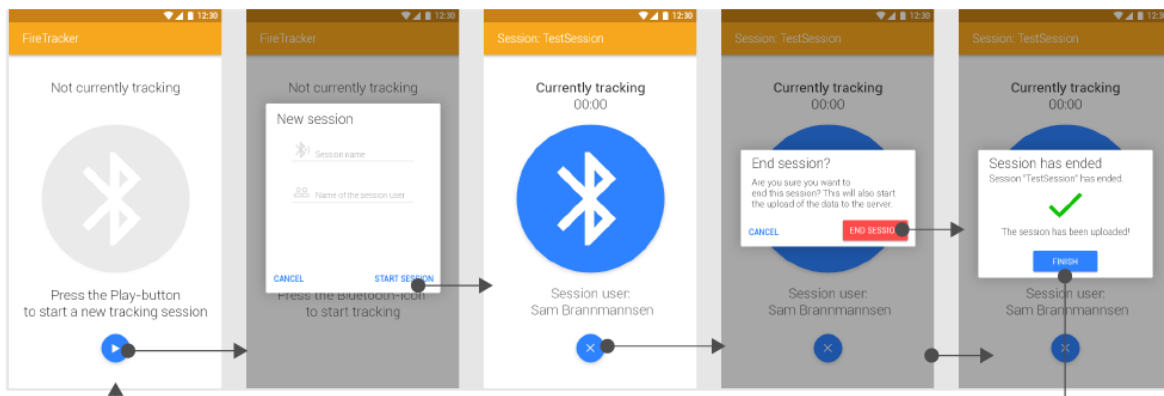 12:30
FireTracker
Not currently tracking
Press the Play-button
to start a new tracking session
12:30
FireTracker
Not currently tracking
New session
Session name
Name of the session user
CANCEL START SESSION
Press the Bluetooth-icon
to start tracking
12:30
Session: TestSession
Currently tracking
00:00
Session user:
Sam Brannmannsen
12:30
Session: TestSession
Currently tracking
00:00
End session?
Are you sure you want to
end this session? This will also start
the upload of the data to the server.
CANCEL END SESSION
Session user:
Sam Brannmannsen
12:30
Session: TestSession
Currently tracking
00:00
Session has ended
Session "TestSession" has ended.
The session has been uploaded!
FINISH
Session user:
Sam Brannmannsen